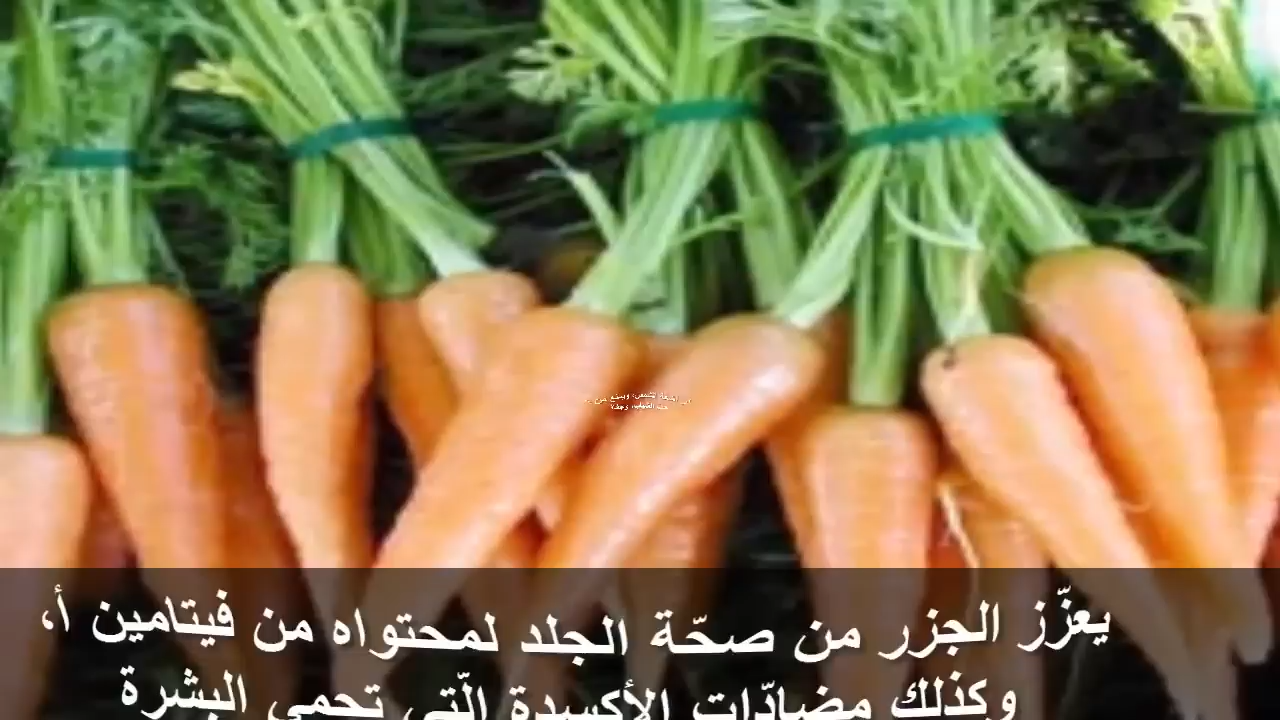 يعزّز الجزر من صحّة الجلد لمحتواه من فيتامين أ،
وكذلك مضادّات الأكسدة الّتي تحمي البشرة